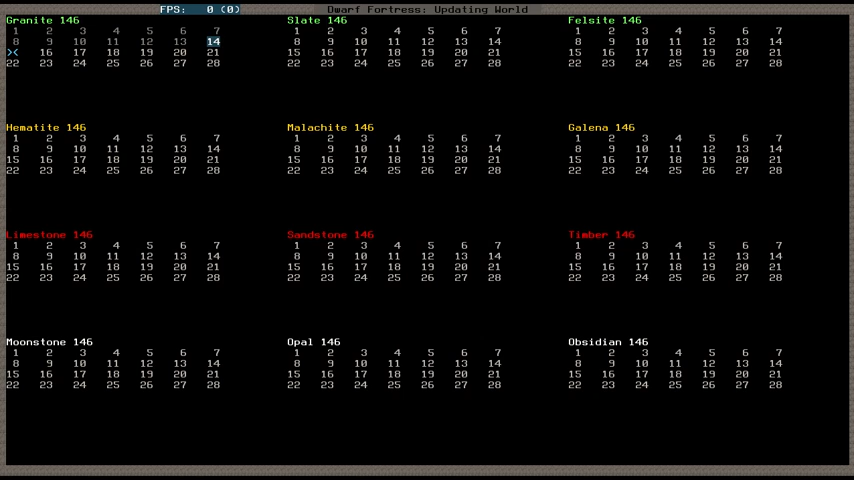 FPS: 0 (0) Dwarf Fortress: Updating World
Granite 146 Slate 146 Felsite 146
1 2 3 4 5 6 7 1 2 3 4 5 6 7 1 2 3 4 5 6 7
8 9 10 11 12 13 14 8 9 10 11 12 13 14 8 9 10 11 12 13 14
>< 16 17 18 19 20 21 15 16 17 18 19 20 21 15 16 17 18 19 20 21
22 23 24 25 26 27 28 22 23 24 25 26 27 28 22 23 24 25 26 27 28
Hematite 146 Malachite 146 Galena 146
1 2 3 4 5 6 7 1 2 3 4 5 6 7 1 2 3 4 5 6 7
8 9 10 11 12 13 14 8 9 10 11 12 13 14 8 9 10 11 12 13 14
15 16 17 18 19 20 21 15 16 17 18 19 20 21 15 16 17 18 19 20 21
22 23 24 25 26 27 28 22 23 24 25 26 27 28 22 23 24 25 26 27 28
Limestone 146 Sandstone 146 Timber 146
1 2 3 4 5 6 7 1 2 3 4 5 6 7 1 2 3 4 5 6 7
8 9 10 11 12 13 14 8 9 10 11 12 13 14 8 9 10 11 12 13 14
15 16 17 18 19 20 21 15 16 17 18 19 20 21 15 16 17 18 19 20 21
22 23 24 25 26 27 28 22 23 24 25 26 27 28 22 23 24 25 26 27 28
Moonstone 146 Opal 146 Obsidian 146
1 2 3 4 5 6 7 1 2 3 4 5 6 7 1 2 3 4 5 6 7
8 9 10 11 12 13 14 8 9 10 11 12 13 14 8 9 10 11 12 13 14
15 16 17 18 19 20 21 15 16 17 18 19 20 21 15 16 17 18 19 20 21
22 23 24 25 26 27 28 22 23 24 25 26 27 28 22 23 24 25 26 27 28